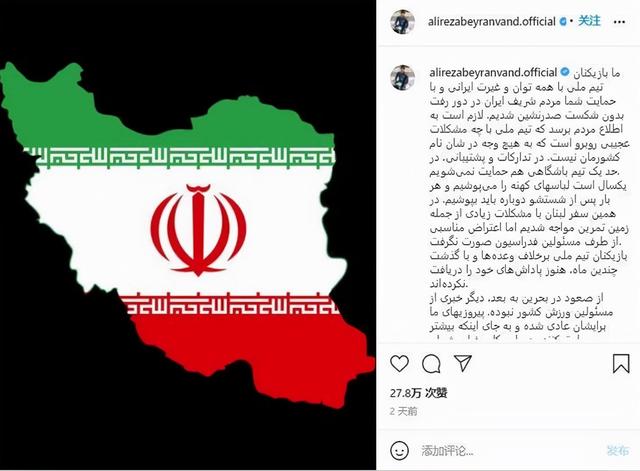 alirezabeyranvand.official • 关注
alirezabeyranvand.official ما بازیکنان
تیم ملی با همه توان و غیرت ایرانی و با
حمایت شما مردم شریف ایران در دور رفت
بدون شکست صدرنشین شدیم. لازم است به
اطلاع مردم برسد که تیم ملی با چه مشکلات
عجیبی روبرو است که به هیچ وجه در شان نام
کشورمان نیست. در تدارکات و پشتیبانی، در
حد یک تیم باشگاهی هم حمایت نمی‌شویم.
یکسال است لباسهای کهنه را می‌پوشیم و هر
بار پس از شستشو دوباره باید بپوشیم. در
همین سفر لبنان با مشکلات زیادی از جمله
زمین تمرین مواجه شدیم اما اعتراض مناسبی
از طرف مسئولین فدراسیون صورت نگرفت.
بازیکنان تیم ملی برخلاف وعده‌ها و با گذشت
چندین ماه، هنوز پاداش‌های خود را دریافت
نکرده‌اند.
از صعود در بحرین به بعد، دیگر خبری از
مسئولین ورزش کشور نبوده، پیروزیهای ما
برایشان عادی شده و به جای اینکه بیشتر
27.8万 次赞
2 天前
添加评论...
发布